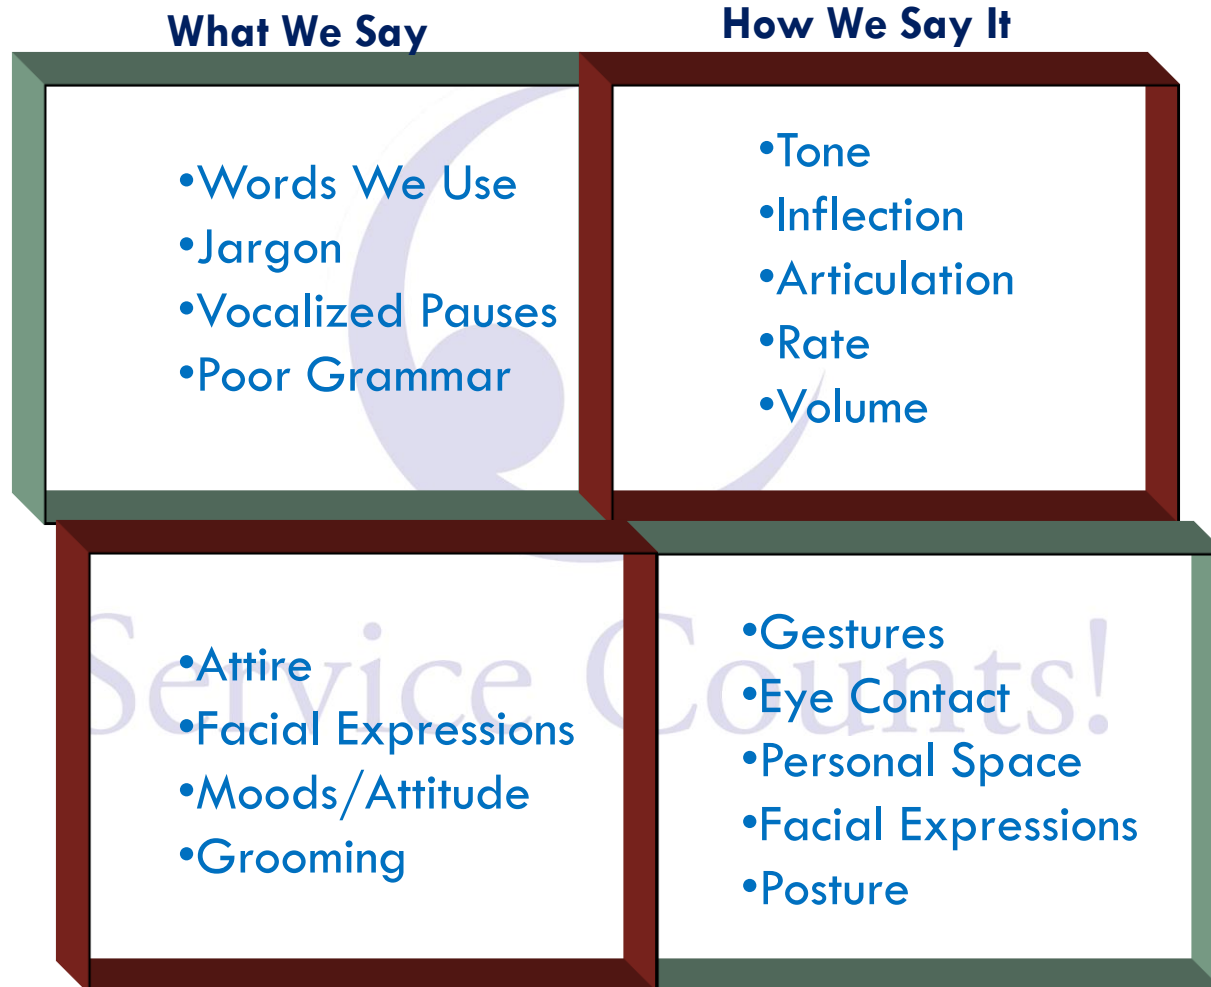 What We Say
How We Say It
•Words We Use
•Jargon
•Vocalized Pauses
•Poor Grammar
•Tone
•Inflection
•Articulation
•Rate
•Volume
•Attire
•Facial Expressions
•Moods/Attitude
•Grooming
•Gestures
•Eye Contact
•Personal Space
•Facial Expressions
•Posture
Service Counts!